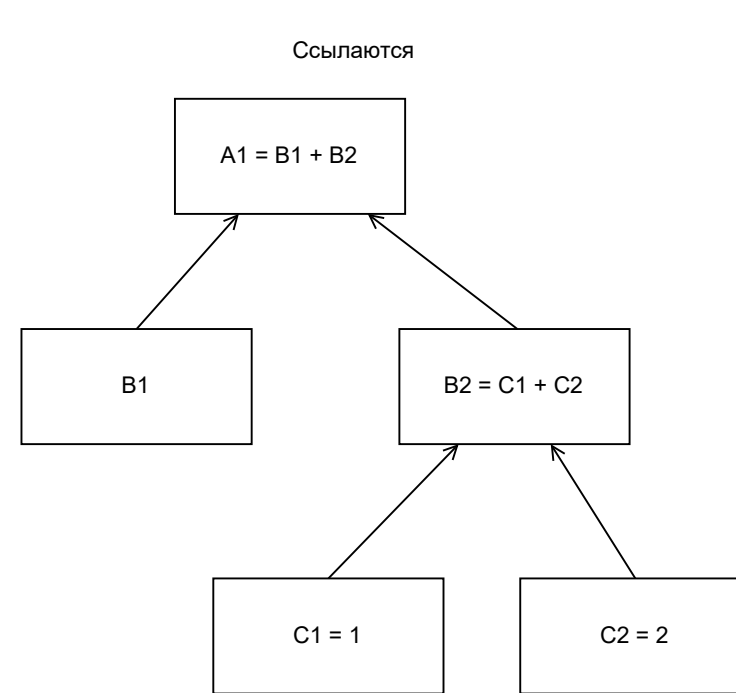 Ссылаются
A1 = B1 + B2
B1
B2 = C1 + C2
C1 = 1
C2 = 2